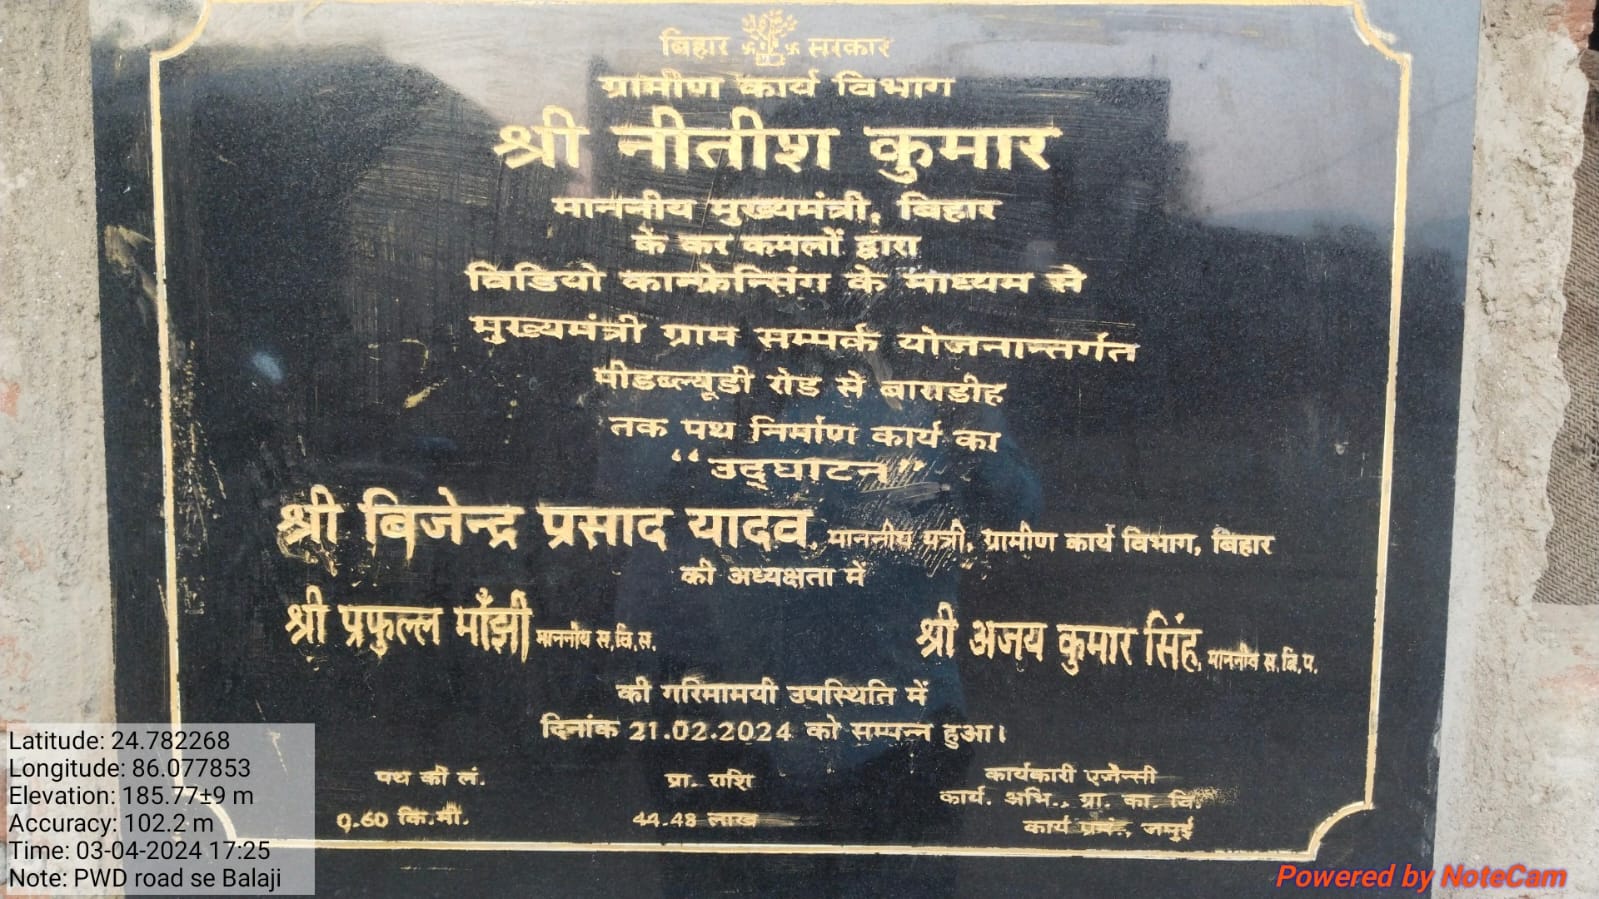 बिहार सरकार
ग्रामीण कार्य विभाग
श्री नीतीश कुमार
माननीय मुख्यमंत्री, बिहार
के कर कमलों द्वारा
विडियो कान्फ्रेन्सिंग के माध्यम से
मुख्यमंत्री ग्राम सम्पर्क योजनान्तर्गत
पीडब्ल्यूडी रोड से बाराडीह
तक पथ निर्माण कार्य का
“उद्घाटन”
श्री बिजेन्द्र प्रसाद यादव, माननीय मंत्री, ग्रामीण कार्य विभाग, बिहार
की अध्यक्षता में
श्री प्रफुल्ल माँझी माननीय स.वि.स. श्री अजय कुमार सिंह, माननीय स.वि.प.
की गरिमामयी उपस्थिति में
दिनांक 21.02.2024 को सम्पन्न हुआ।
पथ की लं. प्रा. राशि कार्यकारी एजेन्सी
0.60 कि.मी. 44.48 लाख कार्य. अभि., ग्रा. का. वि.
कार्य प्रमं., जमुई
Latitude: 24.782268
Longitude: 86.077853
Elevation: 185.77±9 m
Accuracy: 102.2 m
Time: 03-04-2024 17:25
Note: PWD road se Balaji
Powered by NoteCam